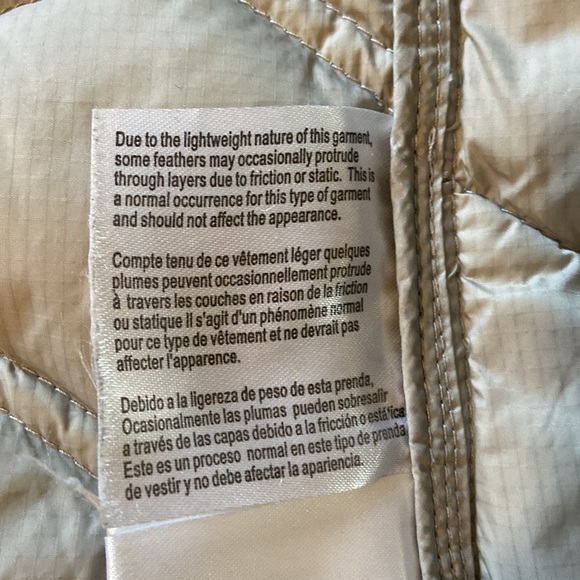 Due to the lightweight nature of this garment,
some feathers may occasionally protrude
through layers due to friction or static. This is
a normal occurrence for this type of garment
and should not affect the appearance.
Compte tenu de ce vêtement léger quelques
plumes peuvent occasionnellement protrude
à travers les couches en raison de la friction
ou statique il s'agit d'un phénomène normal
pour ce type de vêtement et ne devrait pas
affecter l'apparence.
Debido a la ligereza de peso de esta prenda,
Ocasionalmente las plumas pueden sobresalir
a través de las capas debido a la fricción o estática
Este es un proceso normal en este tipo de prenda
de vestir y no debe afectar la apariencia.